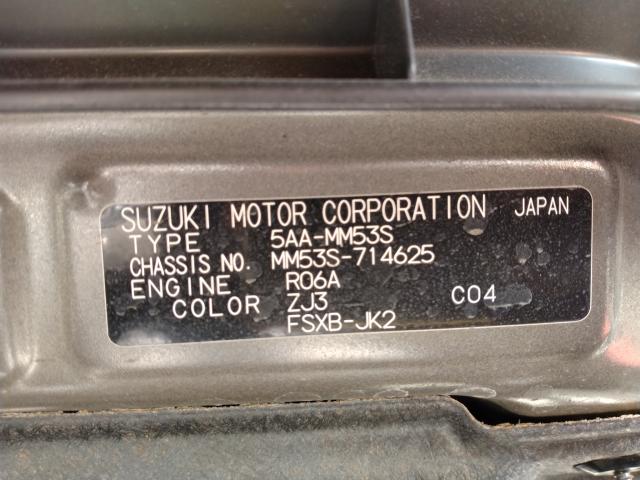 SUZUKI MOTOR CORPORATION JAPAN
TYPE 5AA-MM53S
CHASSIS NO. MM53S-714625
ENGINE R06A
COLOR ZJ3 C04
FSXB-JK2